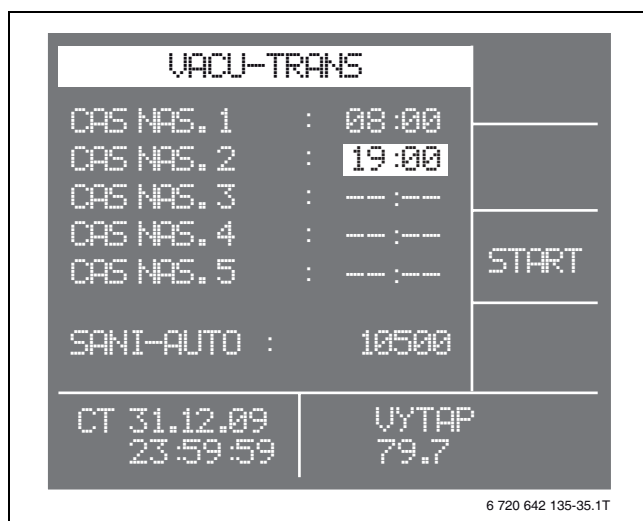 VACU-TRANS
CAS NAS. 1 : 08:00
CAS NAS. 2 : 19:00
CAS NAS. 3 : --:--
CAS NAS. 4 : --:--
CAS NAS. 5 : --:--
START
SANI-AUTO : 10500
CT 31.12.09
23:59:59
VYTAP
79.7
6 720 642 135-35.1T